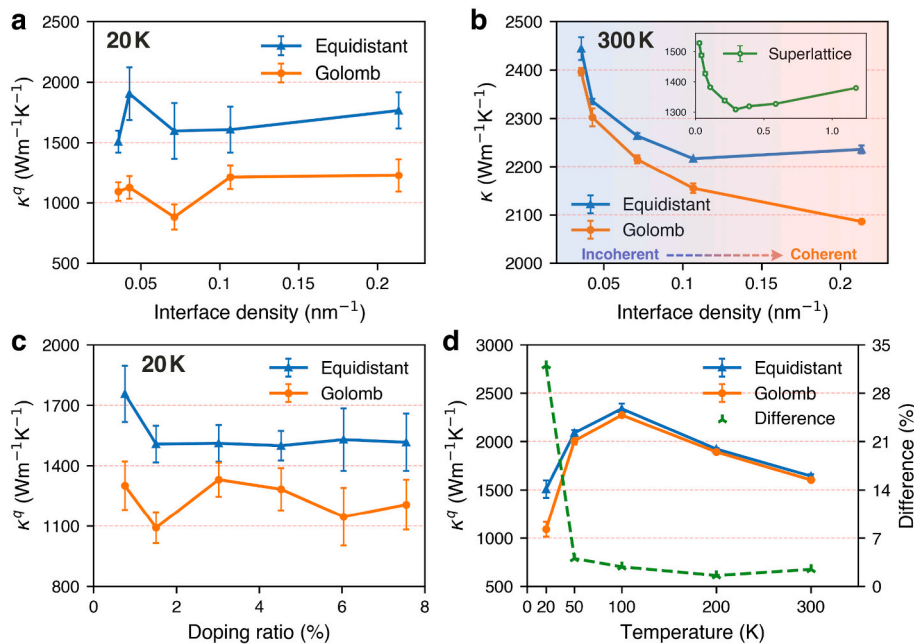 a
20 K
Equidistant
Golomb
2500
2000
1500
1000
500
κq (Wm−1K−1)
0.05
0.1
0.15
0.2
Interface density (nm−1)
b
300 K
2500
2400
2300
2200
2100
2000
κ (Wm−1K−1)
Superlattice
1500
1400
1300
0.0
0.5
1.0
Equidistant
Golomb
Incoherent
Coherent
0.05
0.1
0.15
0.2
Interface density (nm−1)
c
20 K
Equidistant
Golomb
2000
1700
1400
1100
800
κq (Wm−1K−1)
0
2
4
6
8
Doping ratio (%)
d
Equidistant
Golomb
Difference
3000
2500
2000
1500
1000
500
κq (Wm−1K−1)
35
28
21
14
7
0
Difference (%)
0
20
50
100
200
300
Temperature (K)